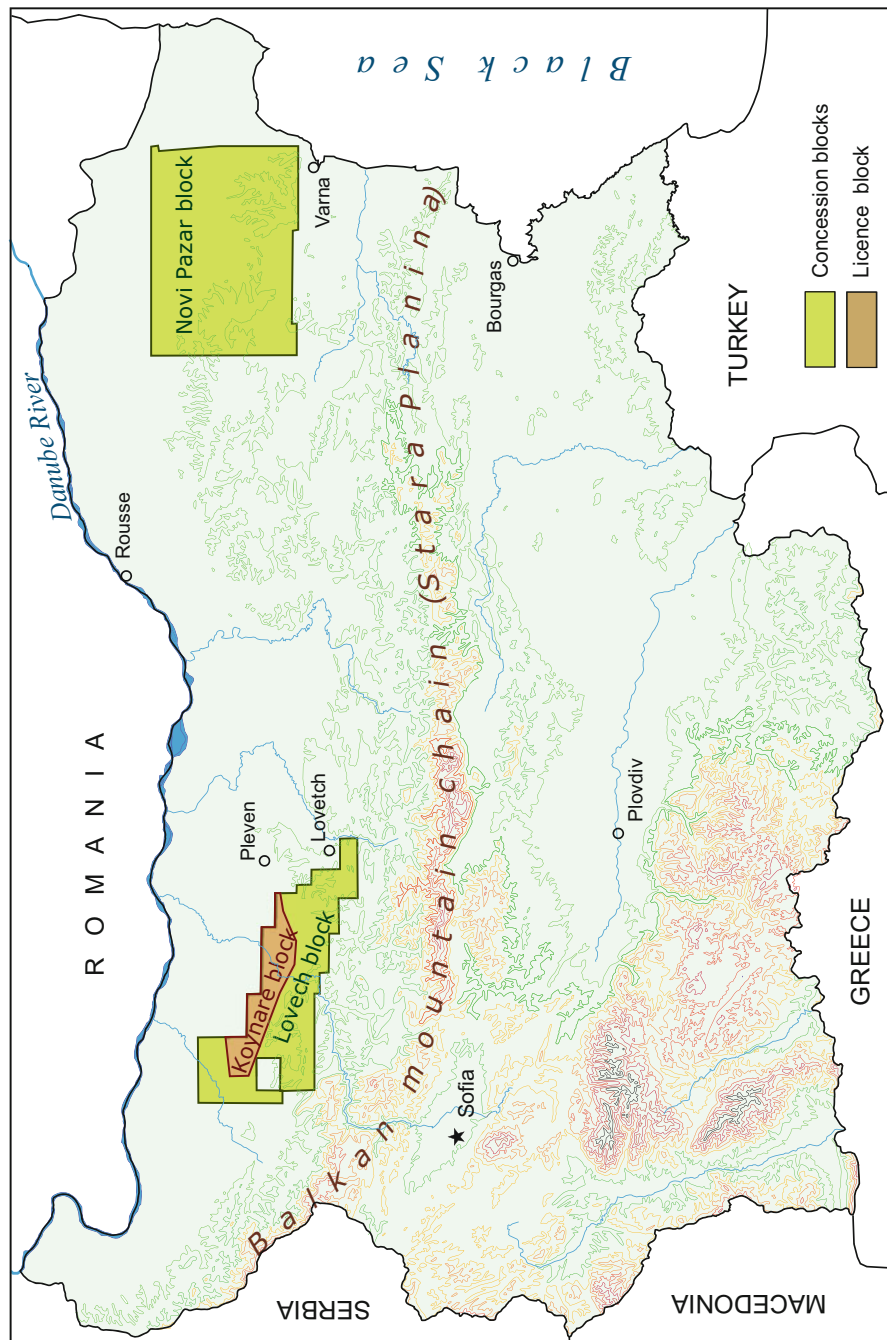 ROMANIA
Danube River
Rousse
Novi Pazar block
Varna
Black Sea
Pleven
Lovetch
Koynare block
Lovech block
Balkan mountain chain (Stara Planina)
Bourgas
Sofia
Plovdiv
SERBIA
MACEDONIA
GREECE
TURKEY
Concession blocks
Licence block